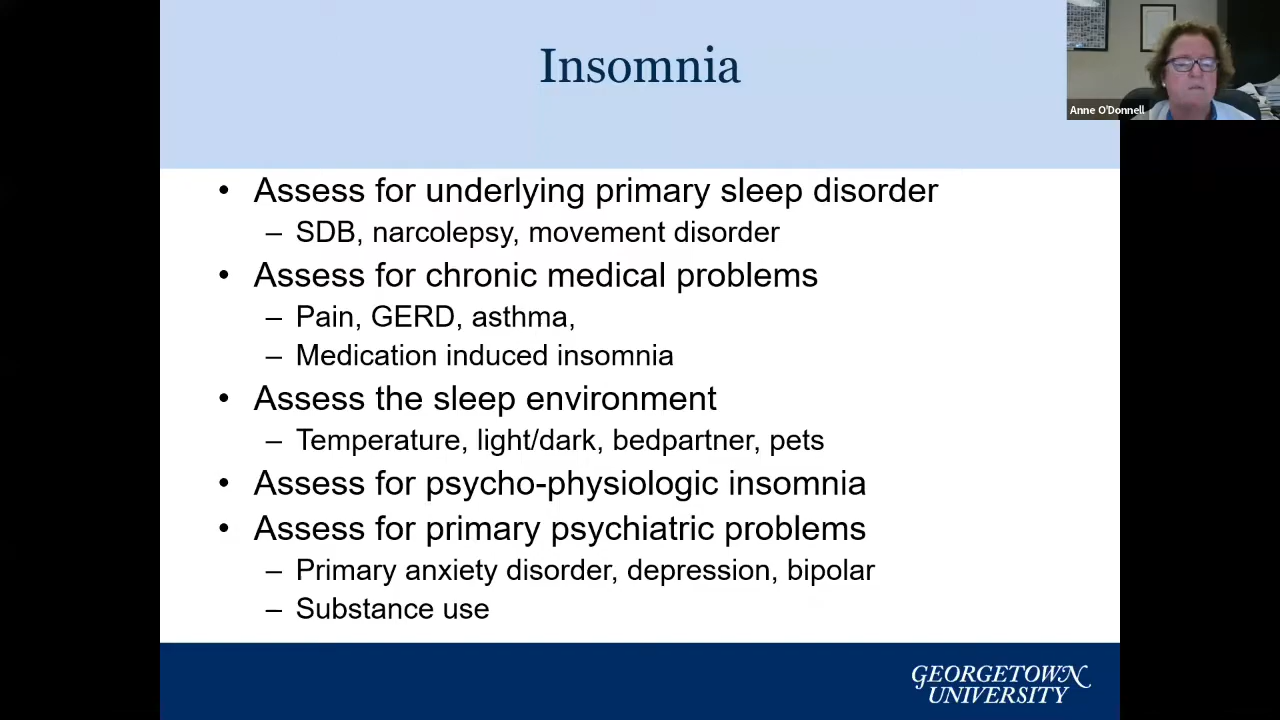 Insomnia
Anne O'Donnell
• Assess for underlying primary sleep disorder
– SDB, narcolepsy, movement disorder
• Assess for chronic medical problems
– Pain, GERD, asthma,
– Medication induced insomnia
• Assess the sleep environment
– Temperature, light/dark, bedpartner, pets
• Assess for psycho-physiologic insomnia
• Assess for primary psychiatric problems
– Primary anxiety disorder, depression, bipolar
– Substance use
GEORGETOWN
UNIVERSITY